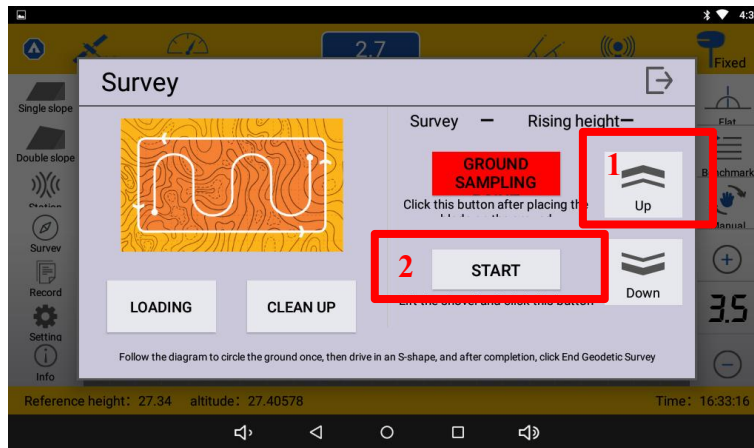 4:3
2.7
Fixed
Single slope
Double slope
Station
Survey
Record
Setting
Info
Survey
Survey – Rising height–
GROUND
SAMPLING
Click this button after placing the
1
Up
2
START
Down
Lift the shovel and click this button
LOADING
CLEAN UP
Follow the diagram to circle the ground once, then drive in an S-shape, and after completion, click End Geodetic Survey
Flat
Benchmark
Manual
3.5
Reference height: 27.34 altitude: 27.40578
Time: 16:33:16